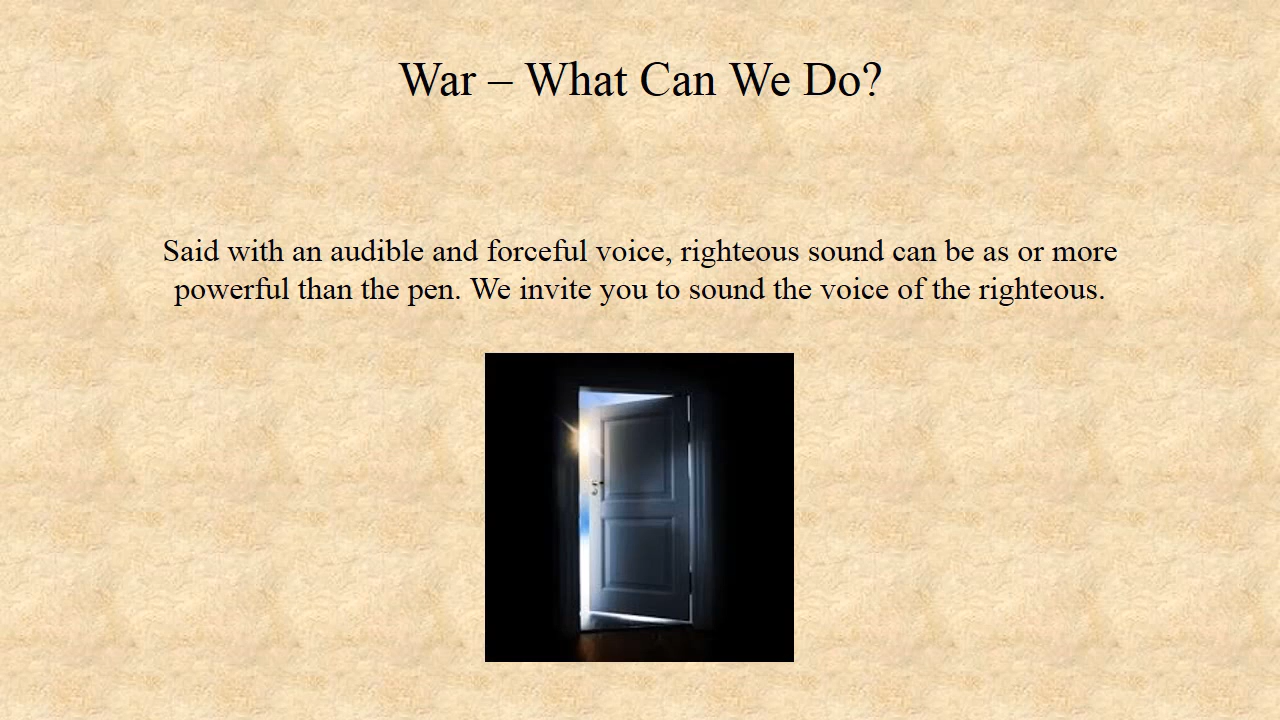 War – What Can We Do?
Said with an audible and forceful voice, righteous sound can be as or more
powerful than the pen. We invite you to sound the voice of the righteous.